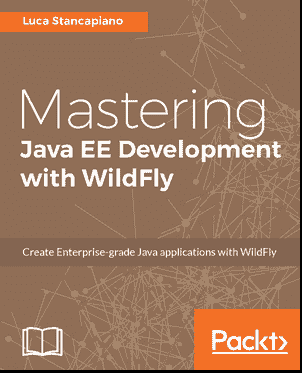 Luca Stancapiano
Mastering
Java EE Development
with WildFly
Create Enterprise-grade Java applications with WildFly
Packt>